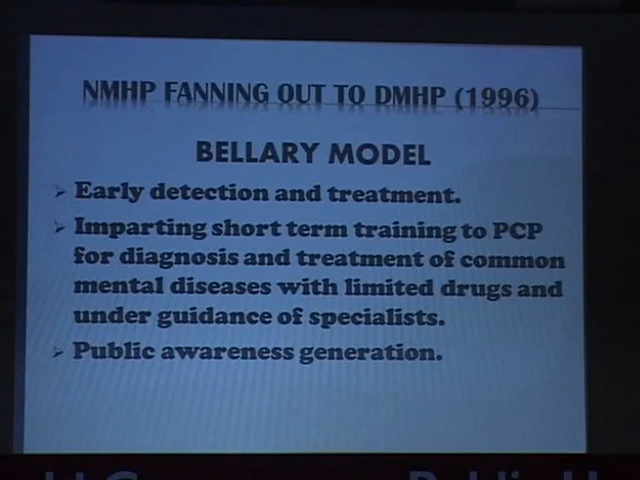 NMHP FANNING OUT TO DMHP (1996)
BELLARY MODEL
➢ Early detection and treatment.
➢ Imparting short term training to PCP
for diagnosis and treatment of common
mental diseases with limited drugs and
under guidance of specialists.
➢ Public awareness generation.